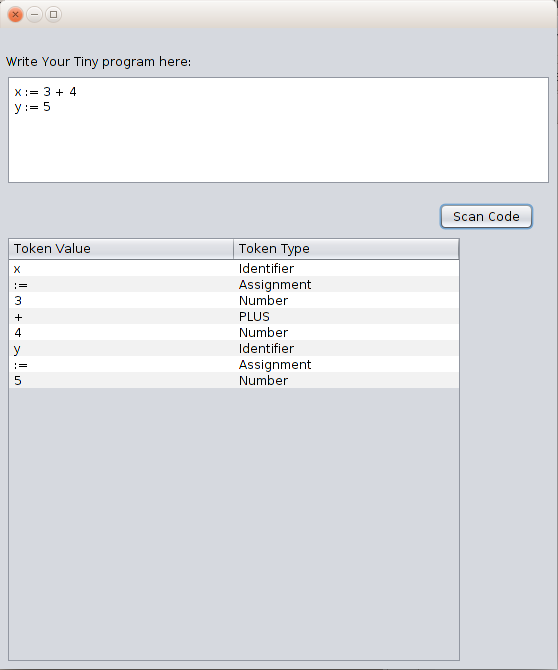 Write Your Tiny program here:
x := 3 + 4
y := 5
Scan Code
Token Value Token Type
x Identifier
:= Assignment
3 Number
+ PLUS
4 Number
y Identifier
:= Assignment
5 Number